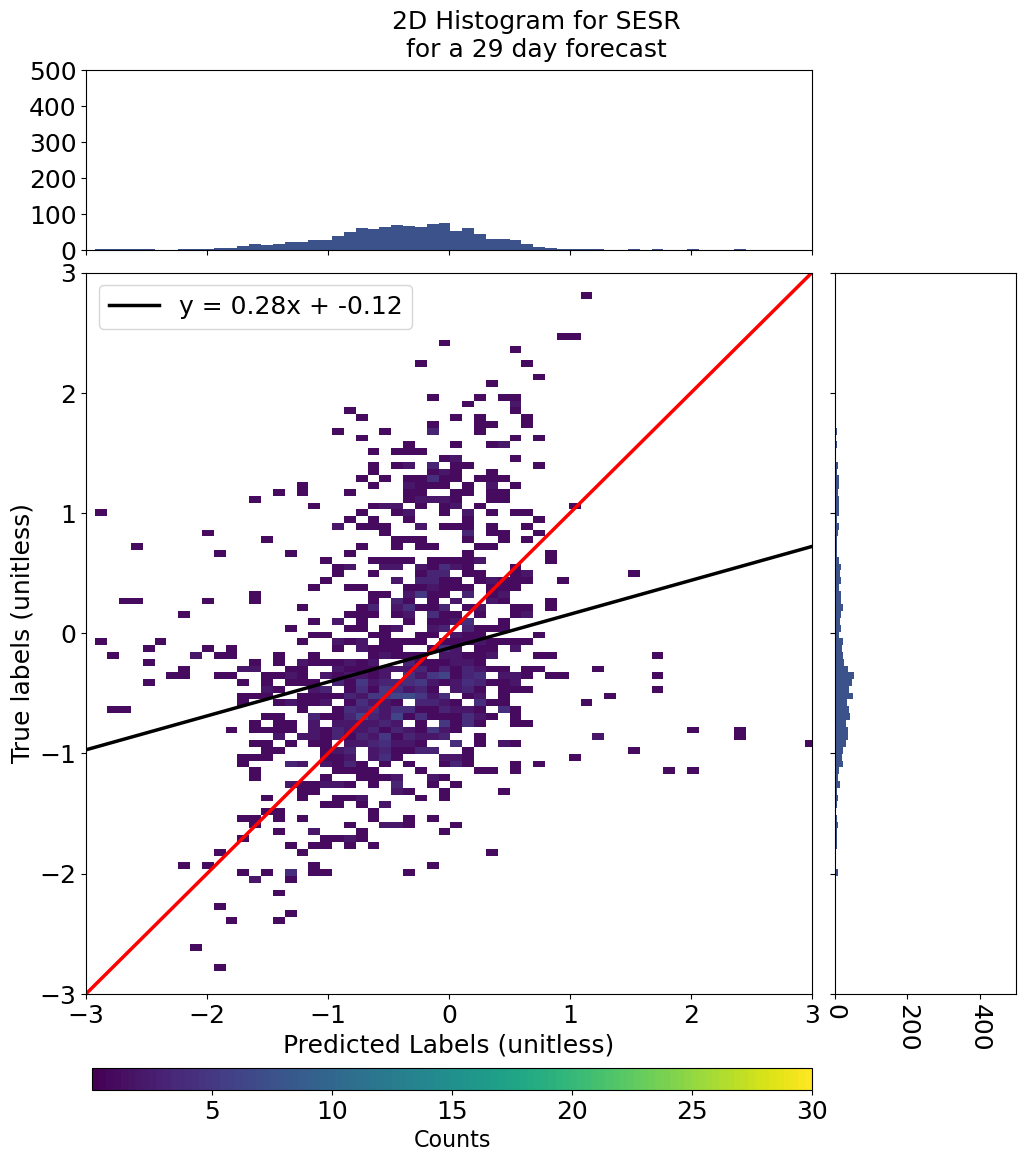 2D Histogram for SESR
for a 29 day forecast
500
400
300
200
100
0
3
2
1
0
−1
−2
−3
True labels (unitless)
y = 0.28x + -0.12
−3 −2 −1 0 1 2 3
Predicted Labels (unitless)
0 200 400
5 10 15 20 25 30
Counts